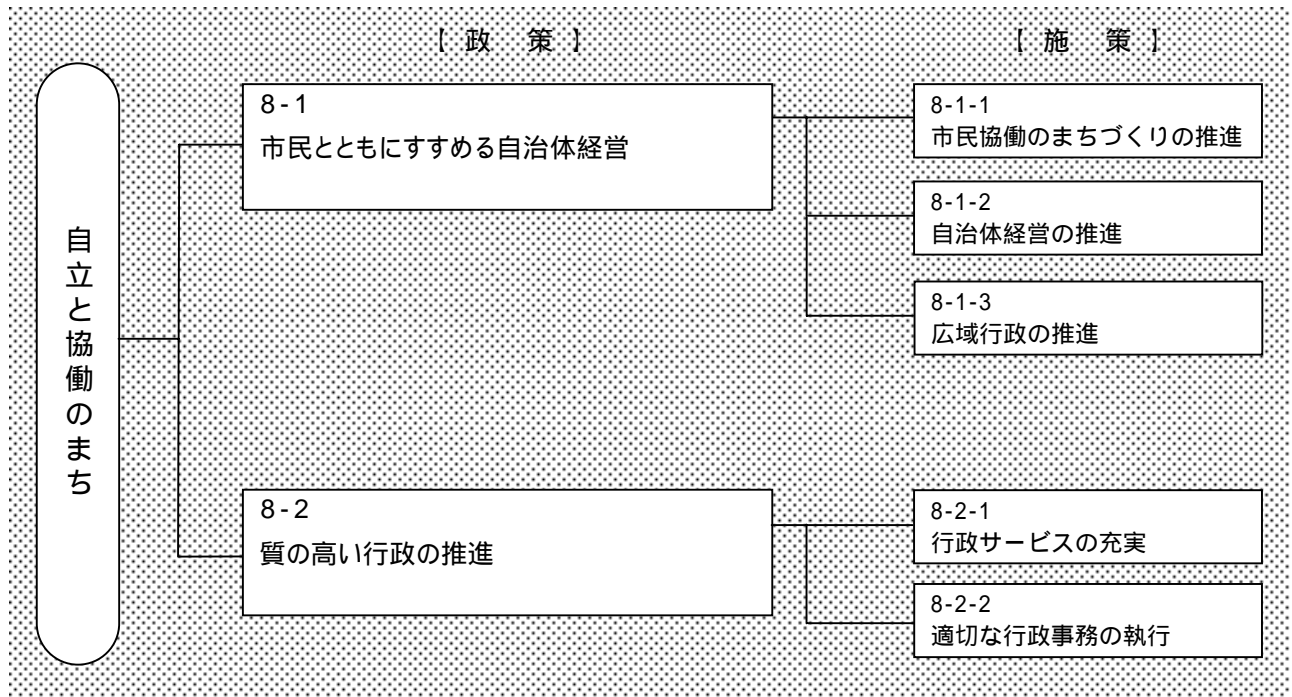 【 政 策 】
【 施 策 】
自立と協働のまち
8-1
市民とともにすすめる自治体経営
8-1-1
市民協働のまちづくりの推進
8-1-2
自治体経営の推進
8-1-3
広域行政の推進
8-2
質の高い行政の推進
8-2-1
行政サービスの充実
8-2-2
適切な行政事務の執行